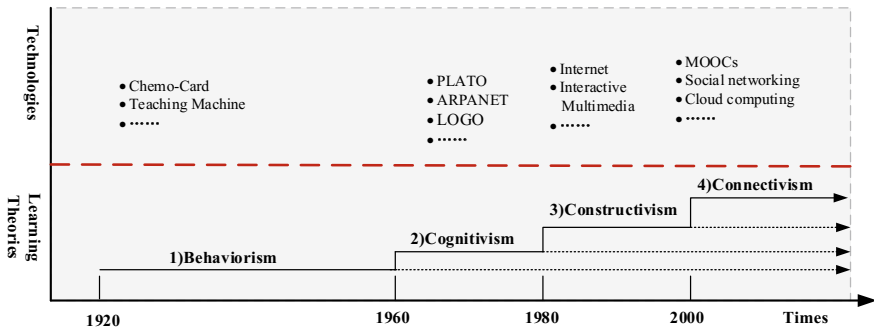 Technologies
• Chemo-Card
• Teaching Machine
• ······
• PLATO
• ARPANET
• LOGO
• ······
• Internet
• Interactive
Multimedia
• ······
• MOOCs
• Social networking
• Cloud computing
• ······
Learning
Theories
1)Behaviorism
2)Cognitivism
3)Constructivism
4)Connectivism
1920
1960
1980
2000
Times